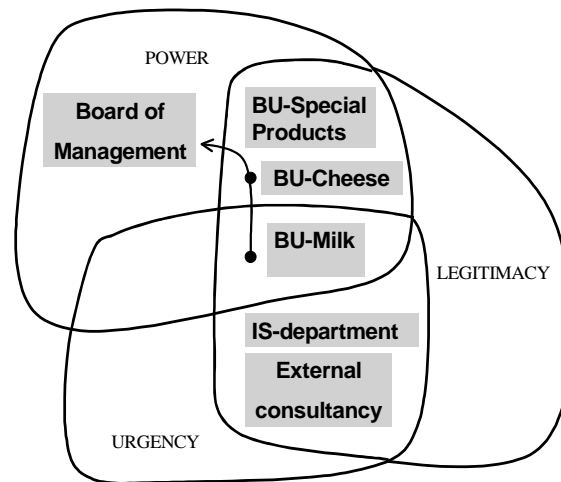 POWER
Board of
Management
BU-Special
Products
BU-Cheese
BU-Milk
LEGITIMACY
IS-department
External
consultancy
URGENCY